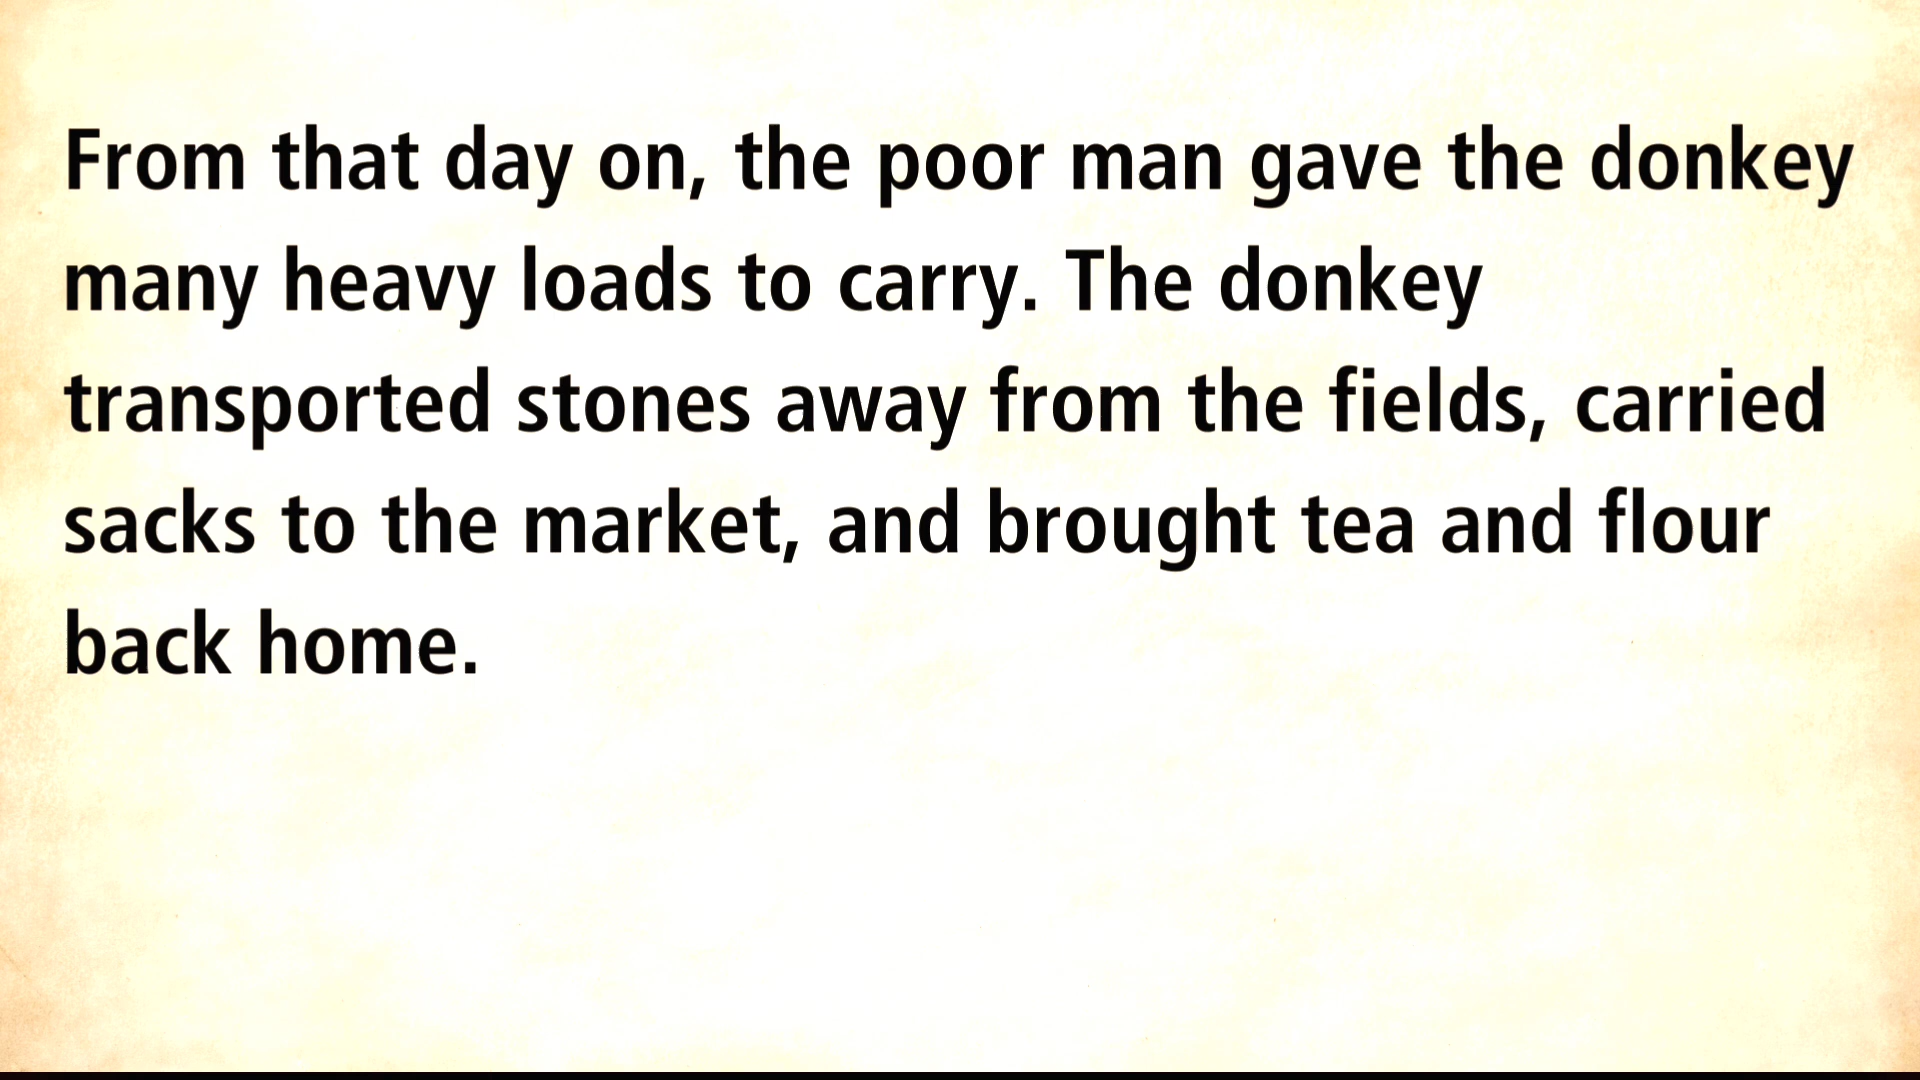 From that day on, the poor man gave the donkey
many heavy loads to carry. The donkey
transported stones away from the fields, carried
sacks to the market, and brought tea and flour
back home.